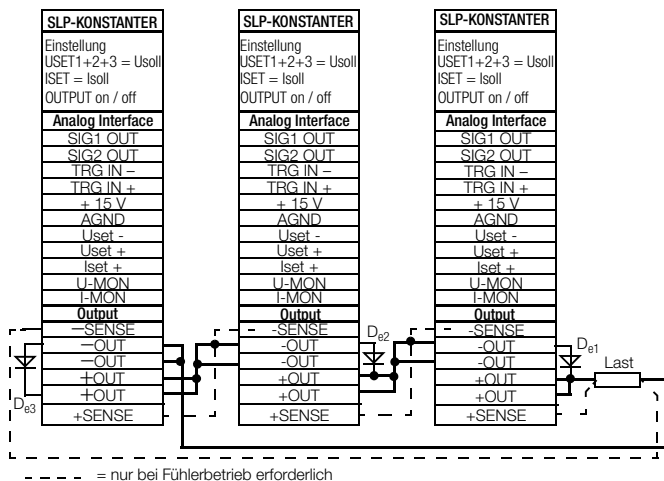 SLP-KONSTANTER
Einstellung
USET1+2+3 = Usoll
ISET = Isoll
OUTPUT on / off
Analog Interface
SIG1 OUT
SIG2 OUT
TRG IN –
TRG IN +
+ 15 V
AGND
Uset -
Uset +
Iset +
U-MON
I-MON
Output
–SENSE
–OUT
–OUT
+OUT
+OUT
+SENSE
De3
SLP-KONSTANTER
Einstellung
USET1+2+3 = Usoll
ISET = Isoll
OUTPUT on / off
Analog Interface
SIG1 OUT
SIG2 OUT
TRG IN –
TRG IN +
+ 15 V
AGND
Uset -
Uset +
Iset +
U-MON
I-MON
Output
-SENSE
-OUT
-OUT
+OUT
+OUT
+SENSE
De2
SLP-KONSTANTER
Einstellung
USET1+2+3 = Usoll
ISET = Isoll
OUTPUT on / off
Analog Interface
SIG1 OUT
SIG2 OUT
TRG IN –
TRG IN +
+ 15 V
AGND
Uset -
Uset +
Iset +
U-MON
I-MON
Output
-SENSE
-OUT
-OUT
+OUT
+OUT
+SENSE
De1
Last
= nur bei Fühlerbetrieb erforderlich